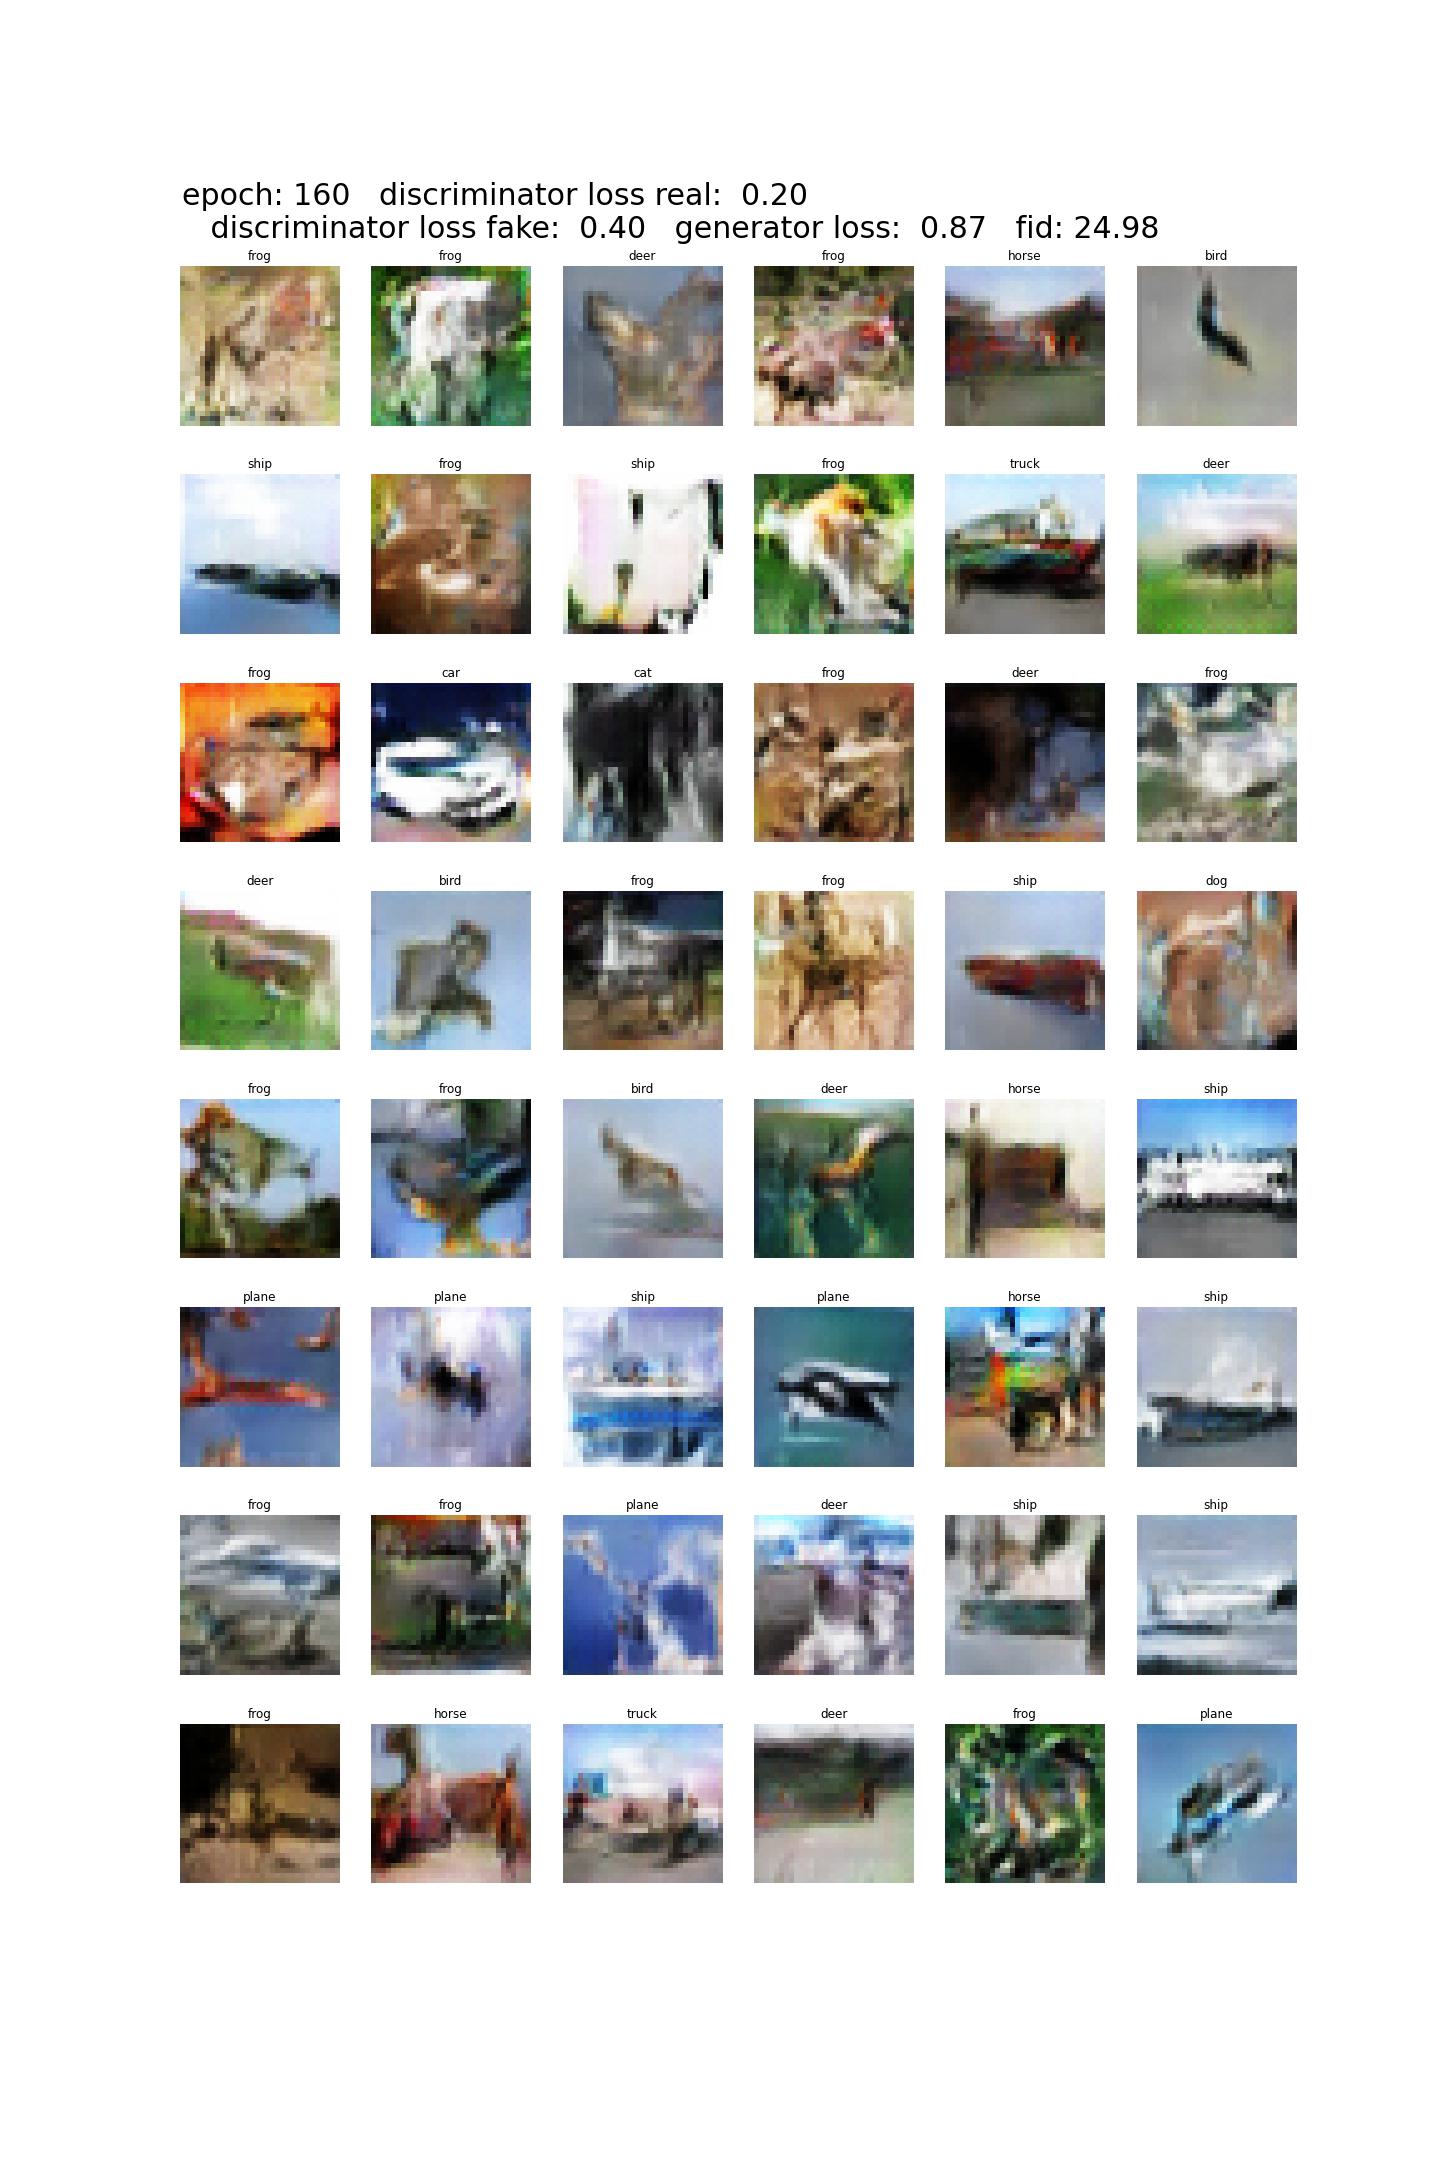 epoch: 160   discriminator loss real:  0.20
discriminator loss fake:  0.40   generator loss:  0.87   fid: 24.98
frog frog deer frog horse bird
ship frog ship frog truck deer
frog car cat frog deer frog
deer bird frog frog ship dog
frog frog bird deer horse ship
plane plane ship plane horse ship
frog frog plane deer ship ship
frog horse truck deer frog plane